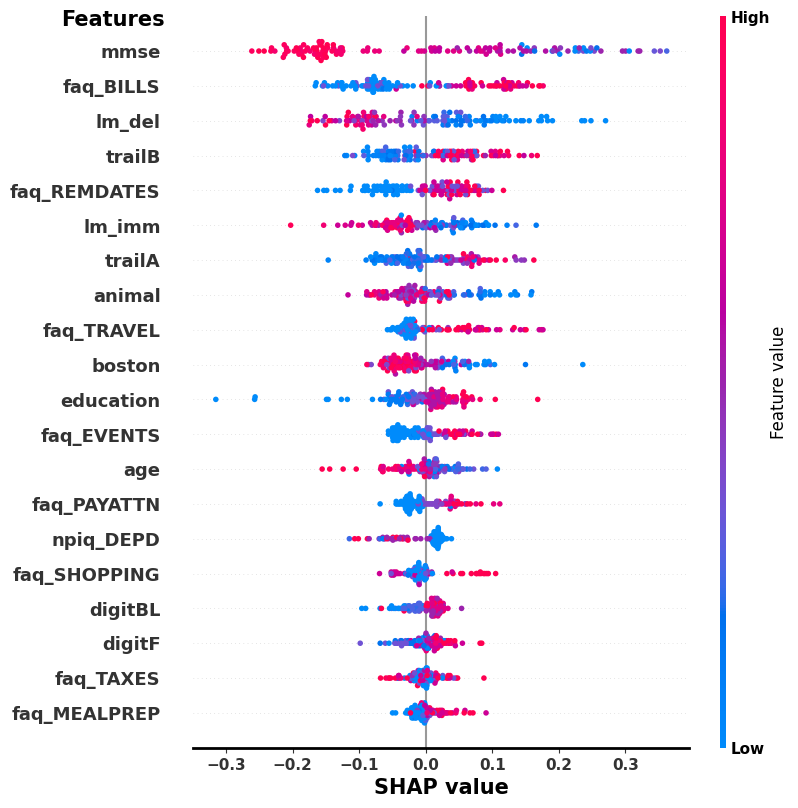 Features
High
mmse
faq_BILLS
lm_del
trailB
faq_REMDATES
lm_imm
trailA
animal
faq_TRAVEL
boston
education
faq_EVENTS
age
faq_PAYATTN
npiq_DEPD
faq_SHOPPING
digitBL
digitF
faq_TAXES
faq_MEALPREP
Feature value
Low
−0.3 −0.2 −0.1 0.0 0.1 0.2 0.3
SHAP value